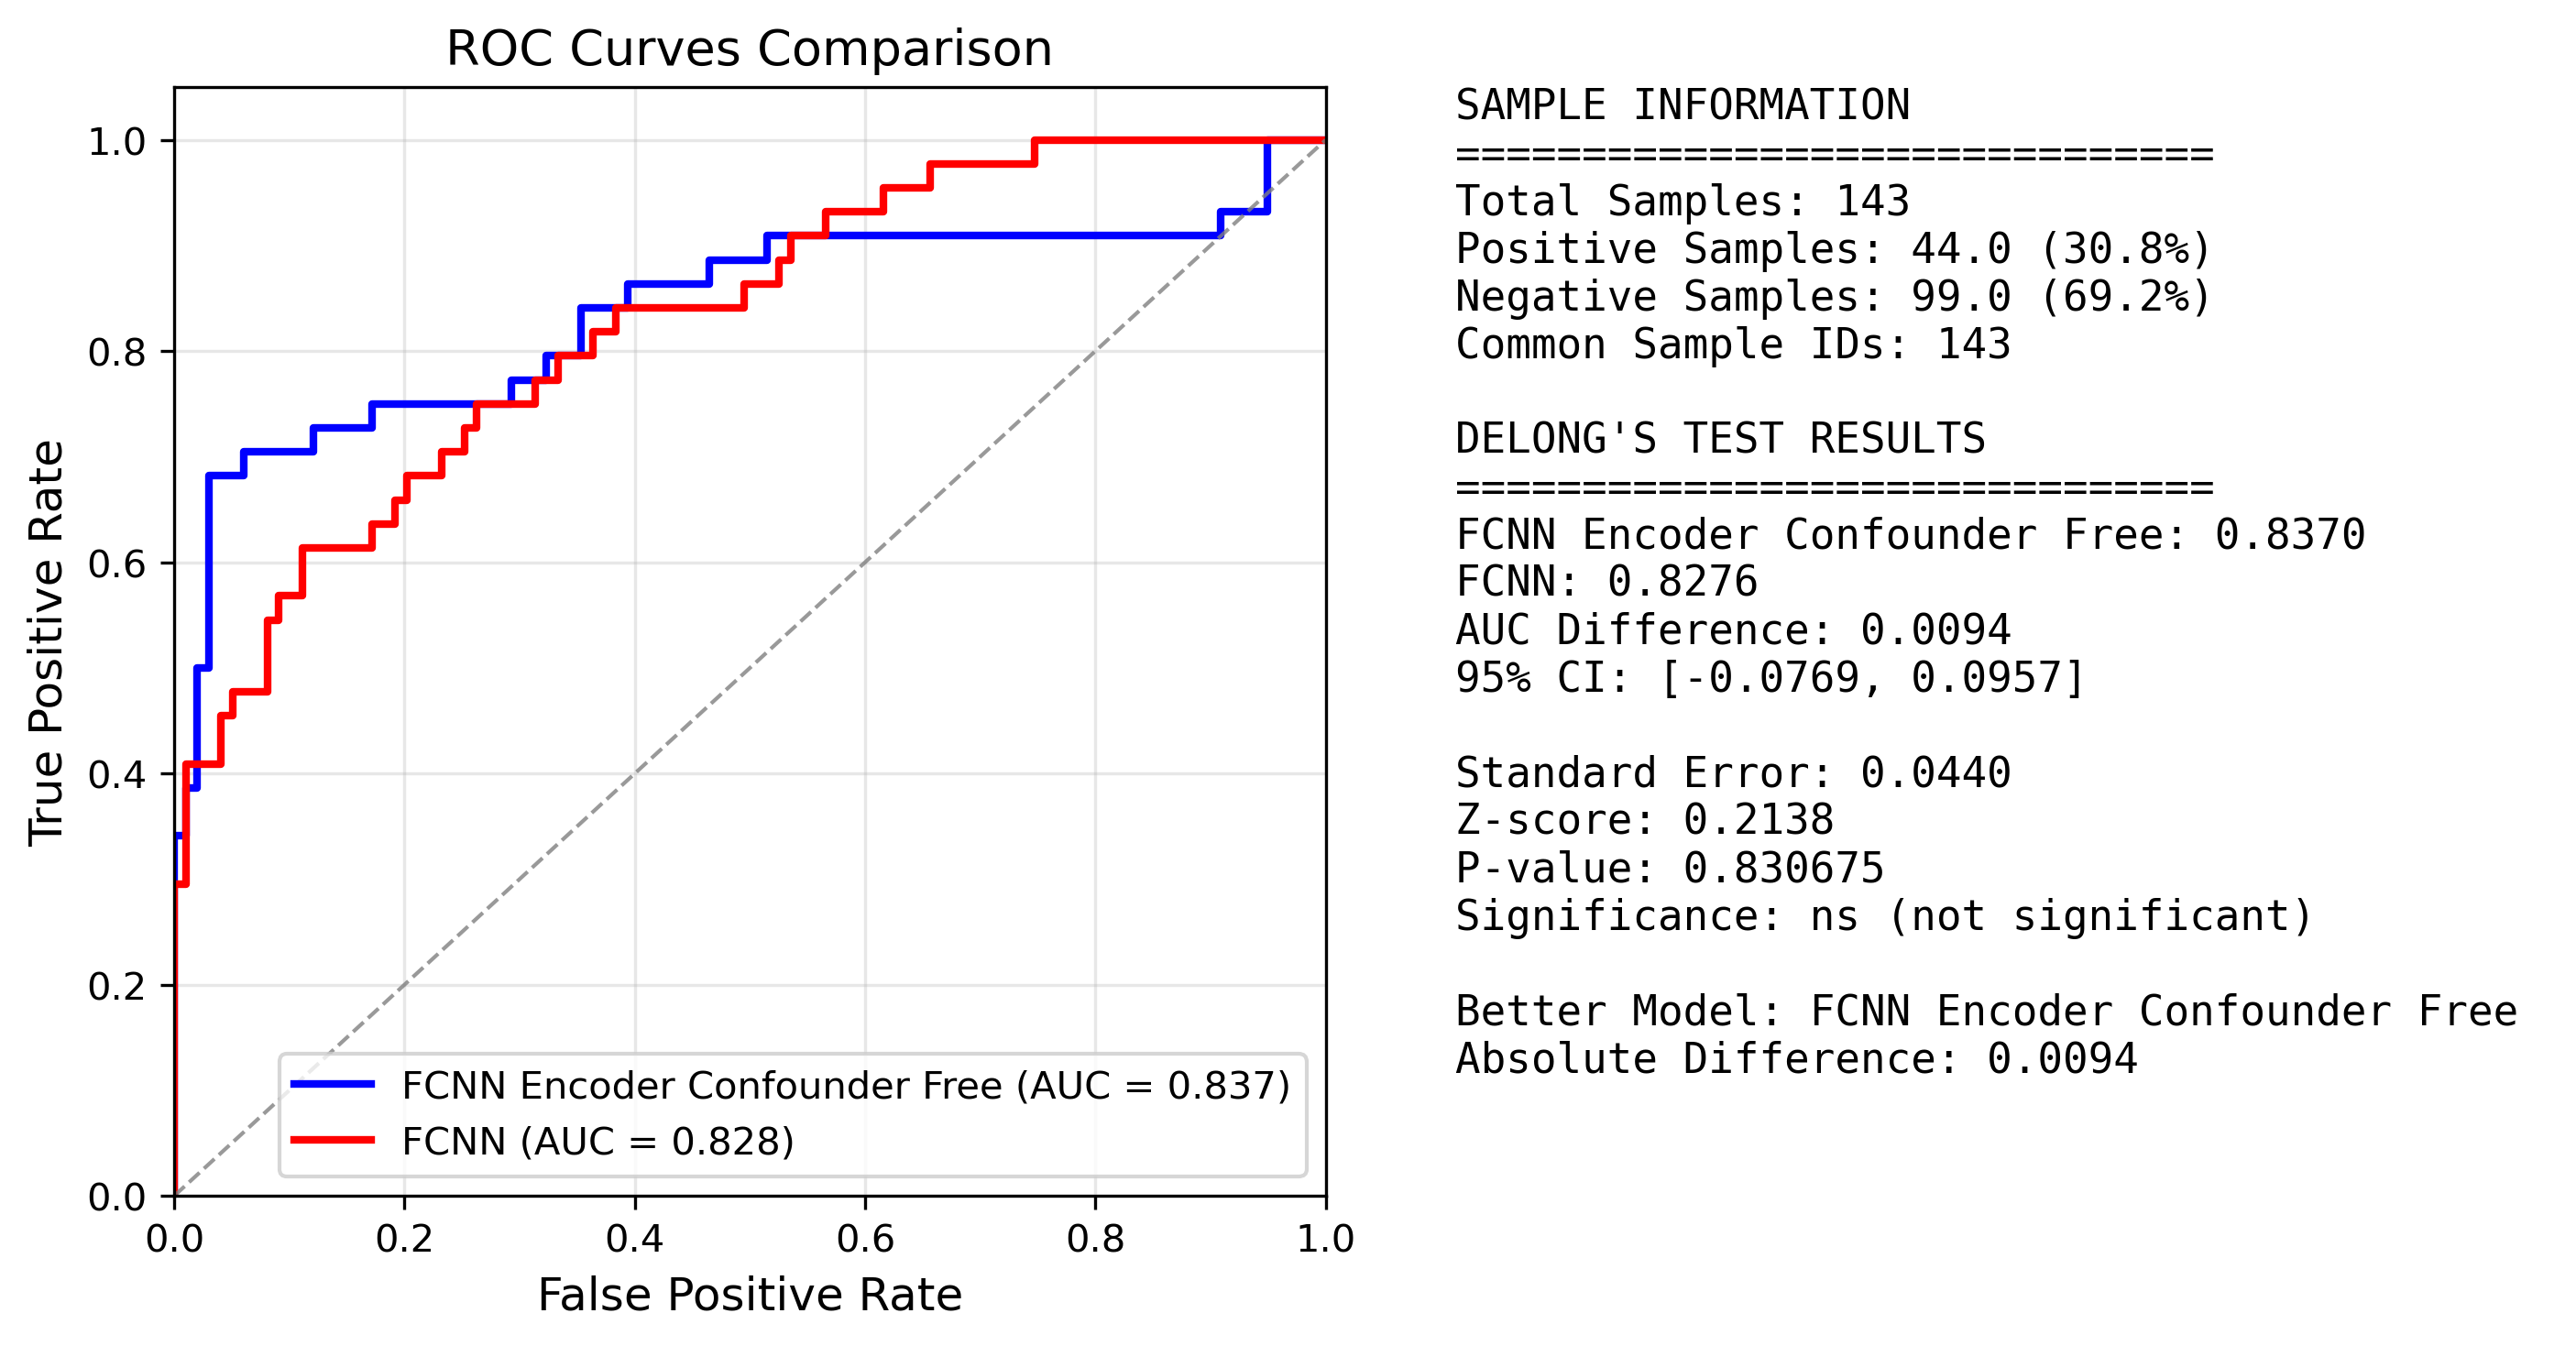 ROC Curves Comparison
True Positive Rate
1.0
0.8
0.6
0.4
0.2
0.0
0.0 0.2 0.4 0.6 0.8 1.0
False Positive Rate
FCNN Encoder Confounder Free (AUC = 0.837)
FCNN (AUC = 0.828)
SAMPLE INFORMATION
==============================
Total Samples: 143
Positive Samples: 44.0 (30.8%)
Negative Samples: 99.0 (69.2%)
Common Sample IDs: 143
DELONG'S TEST RESULTS
==============================
FCNN Encoder Confounder Free: 0.8370
FCNN: 0.8276
AUC Difference: 0.0094
95% CI: [-0.0769, 0.0957]
Standard Error: 0.0440
Z-score: 0.2138
P-value: 0.830675
Significance: ns (not significant)
Better Model: FCNN Encoder Confounder Free
Absolute Difference: 0.0094